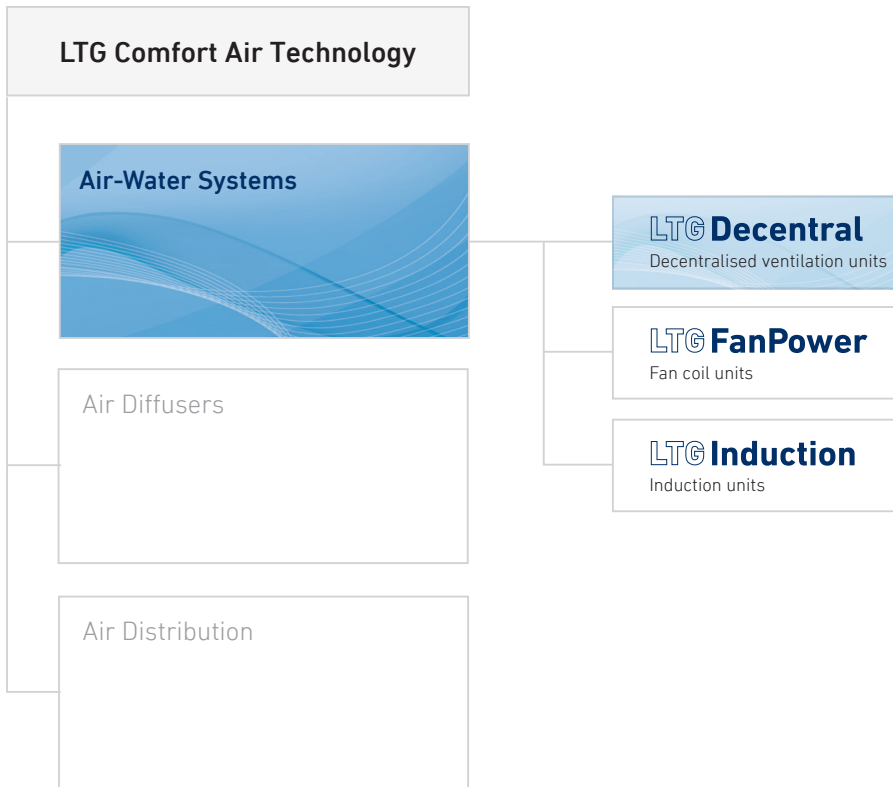 LTG Comfort Air Technology
Air-Water Systems
LTG Decentral
Decentralised ventilation units
LTG FanPower
Fan coil units
LTG Induction
Induction units
Air Diffusers
Air Distribution